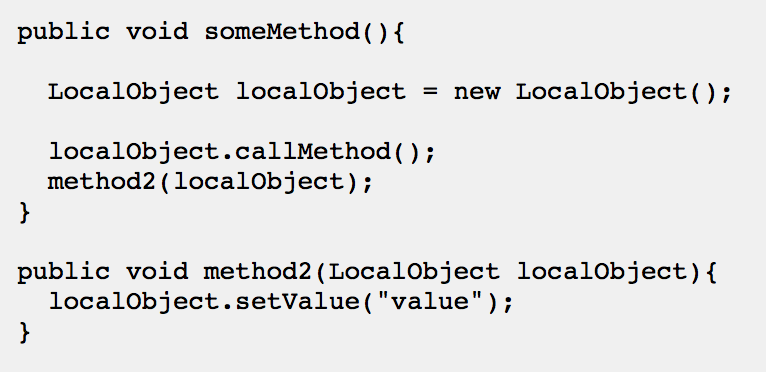 public void someMethod(){
  LocalObject localObject = new LocalObject();
  localObject.callMethod();
  method2(localObject);
}
public void method2(LocalObject localObject){
  localObject.setValue("value");
}